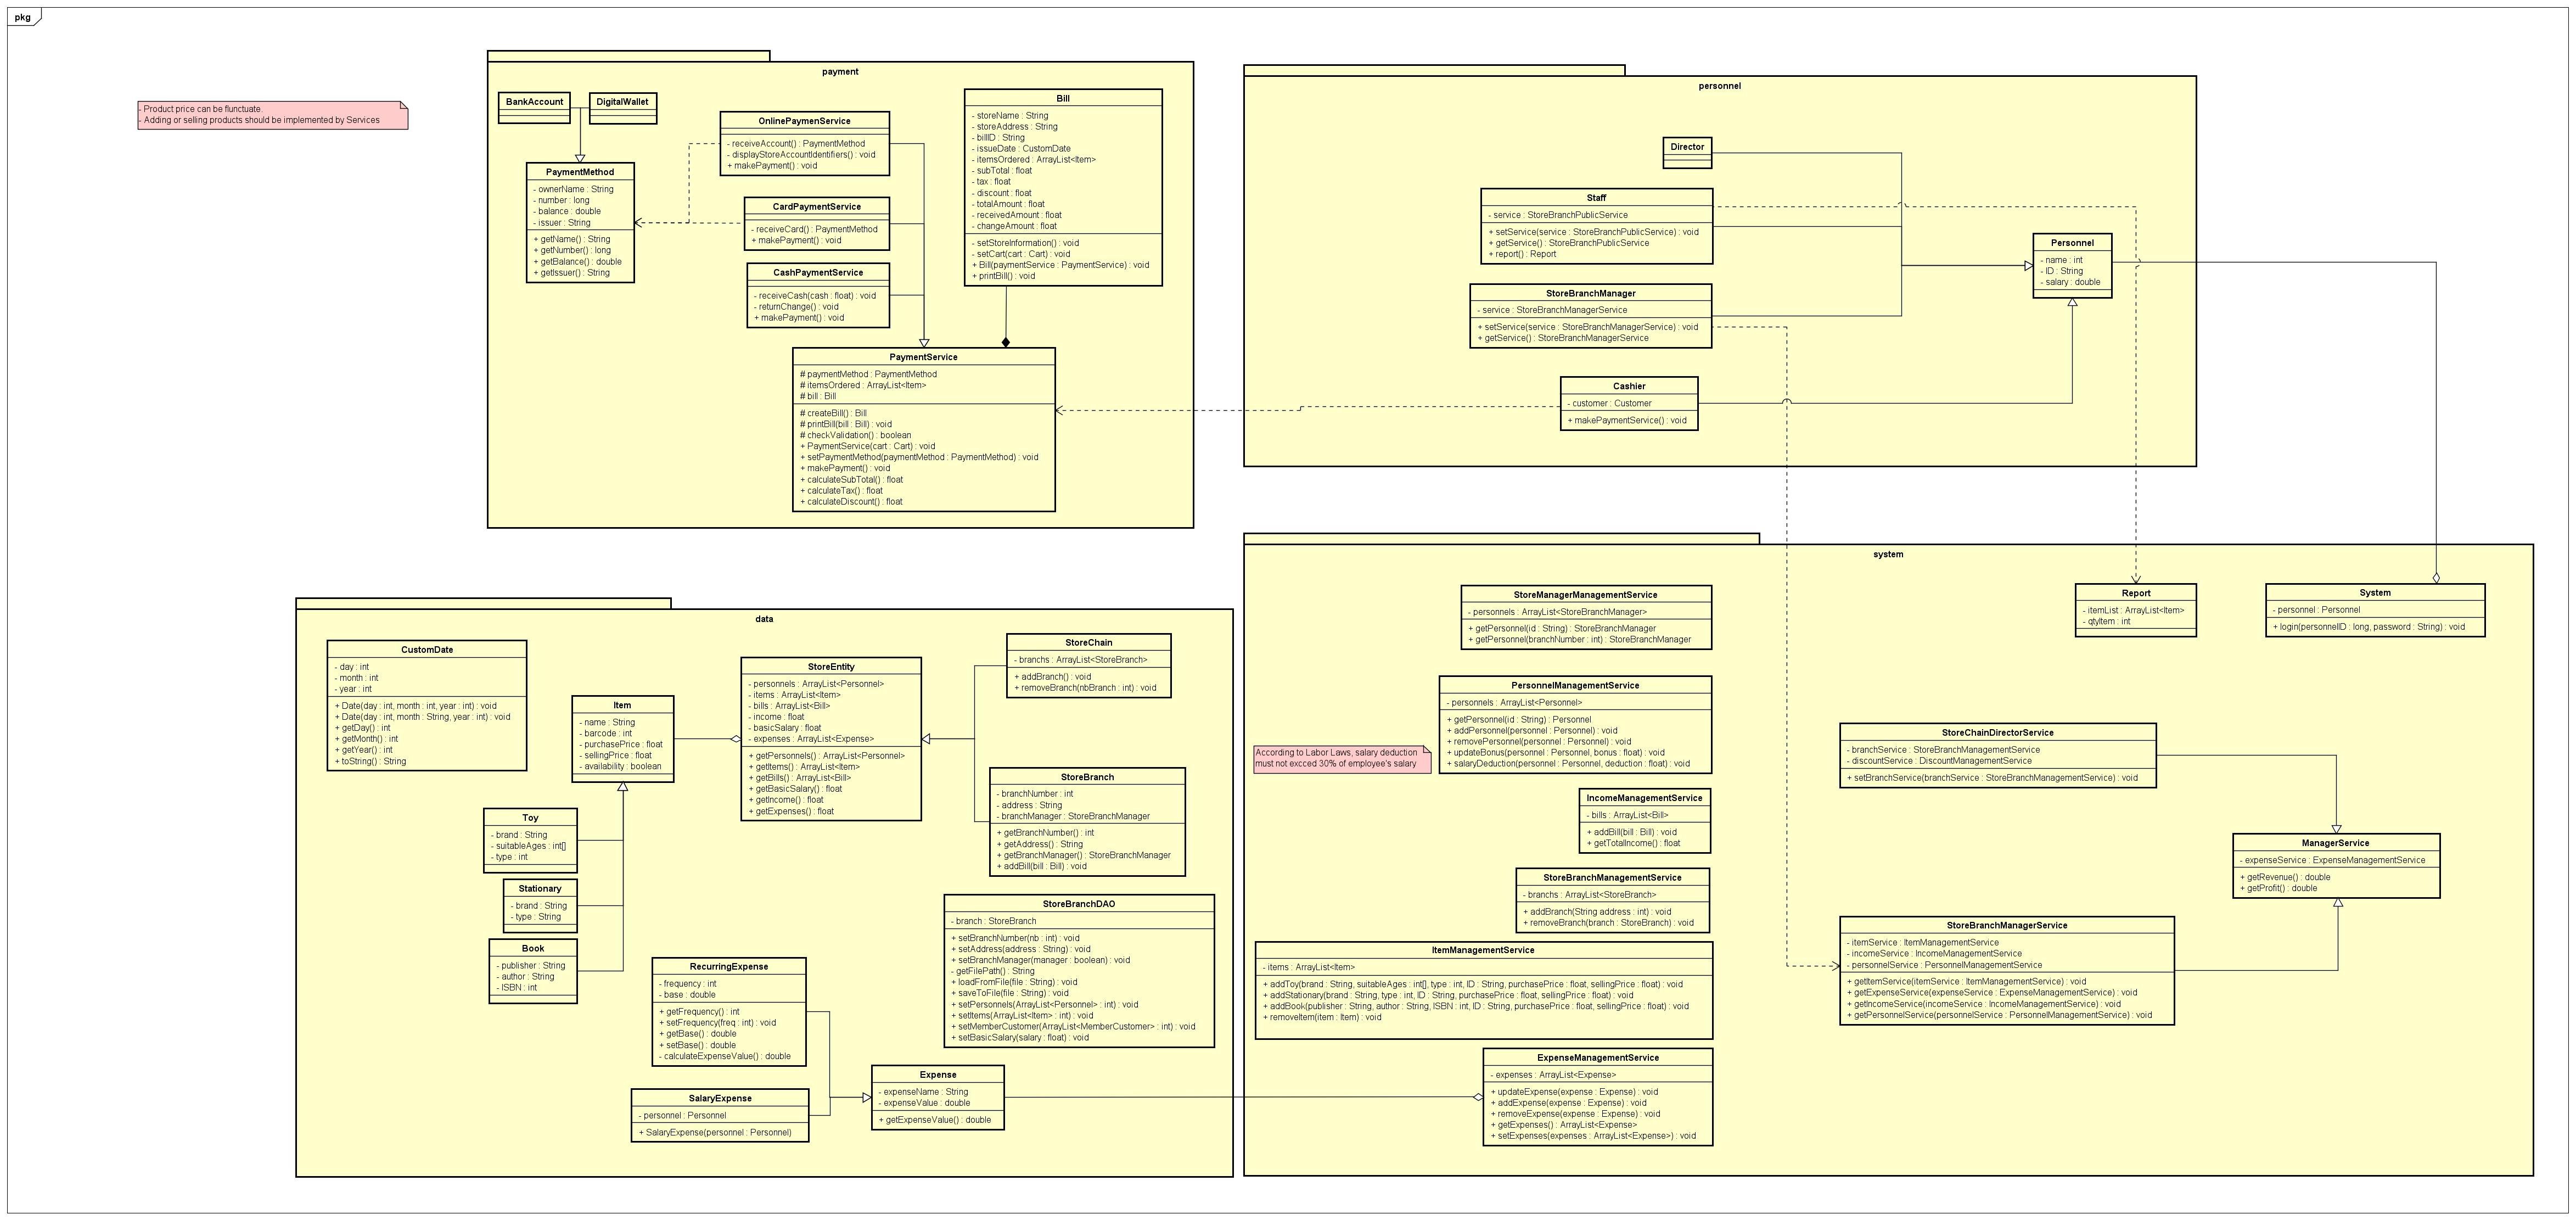 pkg
- Product price can be flunctuate.
- Adding or selling products should be implemented by Services
payment
BankAccount
DigitalWallet
PaymentMethod
- ownerName : String
- number : long
- balance : double
- issuer : String
+ getName() : String
+ getNumber() : long
+ getBalance() : double
+ getIssuer() : String
OnlinePaymenService
- receiveAccount() : PaymentMethod
- displayStoreAccountIdentifiers() : void
+ makePayment() : void
CardPaymentService
- receiveCard() : PaymentMethod
+ makePayment() : void
CashPaymentService
- receiveCash(cash : float) : void
- returnChange() : void
+ makePayment() : void
Bill
- storeName : String
- storeAddress : String
- billID : String
- issueDate : CustomDate
- itemsOrdered : ArrayList<Item>
- subTotal : float
- tax : float
- discount : float
- totalAmount : float
- receivedAmount : float
- changeAmount : float
- setStoreInformation() : void
- setCart(cart : Cart) : void
+ Bill(paymentService : PaymentService) : void
+ printBill() : void
PaymentService
# paymentMethod : PaymentMethod
# itemsOrdered : ArrayList<Item>
# bill : Bill
# createBill() : Bill
# printBill(bill : Bill) : void
# checkValidation() : boolean
+ PaymentService(cart : Cart) : void
+ setPaymentMethod(paymentMethod : PaymentMethod) : void
+ makePayment() : void
+ calculateSubTotal() : float
+ calculateTax() : float
+ calculateDiscount() : float
personnel
Director
Staff
- service : StoreBranchPublicService
+ setService(service : StoreBranchPublicService) : void
+ getService() : StoreBranchPublicService
+ report() : Report
StoreBranchManager
- service : StoreBranchManagerService
+ setService(service : StoreBranchManagerService) : void
+ getService() : StoreBranchManagerService
Cashier
- customer : Customer
+ makePaymentService() : void
Personnel
- name : int
- ID : String
- salary : double
data
CustomDate
- day : int
- month : int
- year : int
+ Date(day : int, month : int, year : int) : void
+ Date(day : int, month : String, year : int) : void
+ getDay() : int
+ getMonth() : int
+ getYear() : int
+ toString() : String
Item
- name : String
- barcode : int
- purchasePrice : float
- sellingPrice : float
- availability : boolean
Toy
- brand : String
- suitableAges : int[]
- type : int
Stationary
- brand : String
- type : String
Book
- publisher : String
- author : String
- ISBN : int
StoreEntity
- personnels : ArrayList<Personnel>
- items : ArrayList<Item>
- bills : ArrayList<Bill>
- income : float
- basicSalary : float
- expenses : ArrayList<Expense>
+ getPersonnels() : ArrayList<Personnel>
+ getItems() : ArrayList<Item>
+ getBills() : ArrayList<Bill>
+ getBasicSalary() : float
+ getIncome() : float
+ getExpenses() : float
StoreChain
- branchs : ArrayList<StoreBranch>
+ addBranch() : void
+ removeBranch(nbBranch : int) : void
StoreBranch
- branchNumber : int
- address : String
- branchManager : StoreBranchManager
+ getBranchNumber() : int
+ getAddress() : String
+ getBranchManager() : StoreBranchManager
+ addBill(bill : Bill) : void
StoreBranchDAO
- branch : StoreBranch
+ setBranchNumber(nb : int) : void
+ setAddress(address : String) : void
+ setBranchManager(manager : boolean) : void
- getFilePath() : String
+ loadFromFile(file : String) : void
+ saveToFile(file : String) : void
+ setPersonnels(ArrayList<Personnel> : int) : void
+ setItems(ArrayList<Item> : int) : void
+ setMemberCustomer(ArrayList<MemberCustomer> : int) : void
+ setBasicSalary(salary : float) : void
RecurringExpense
- frequency : int
- base : double
+ getFrequency() : int
+ setFrequency(freq : int) : void
+ getBase() : double
+ setBase() : double
- calculateExpenseValue() : double
SalaryExpense
- personnel : Personnel
+ SalaryExpense(personnel : Personnel)
Expense
- expenseName : String
- expenseValue : double
+ getExpenseValue() : double
system
StoreManagerManagementService
- personnels : ArrayList<StoreBranchManager>
+ getPersonnel(id : String) : StoreBranchManager
+ getPersonnel(branchNumber : int) : StoreBranchManager
PersonnelManagementService
- personnels : ArrayList<Personnel>
+ getPersonnel(id : String) : Personnel
+ addPersonnel(personnel : Personnel) : void
+ removePersonnel(personnel : Personnel) : void
+ updateBonus(personnel : Personnel, bonus : float) : void
+ salaryDeduction(personnel : Personnel, deduction : float) : void
According to Labor Laws, salary deduction
must not excced 30% of employee's salary
IncomeManagementService
- bills : ArrayList<Bill>
+ addBill(bill : Bill) : void
+ getTotalIncome() : float
StoreBranchManagementService
- branchs : ArrayList<StoreBranch>
+ addBranch(String address : int) : void
+ removeBranch(branch : StoreBranch) : void
ItemManagementService
- items : ArrayList<Item>
+ addToy(brand : String, suitableAges : int[], type : int, ID : String, purchasePrice : float, sellingPrice : float) : void
+ addStationary(brand : String, type : int, ID : String, purchasePrice : float, sellingPrice : float) : void
+ addBook(publisher : String, author : String, ISBN : int, ID : String, purchasePrice : float, sellingPrice : float) : void
+ removeItem(item : Item) : void
ExpenseManagementService
- expenses : ArrayList<Expense>
+ updateExpense(expense : Expense) : void
+ addExpense(expense : Expense) : void
+ removeExpense(expense : Expense) : void
+ getExpenses() : ArrayList<Expense>
+ setExpenses(expenses : ArrayList<Expense>) : void
Report
- itemList : ArrayList<Item>
- qtyItem : int
System
- personnel : Personnel
+ login(personnelID : long, password : String) : void
StoreChainDirectorService
- branchService : StoreBranchManagementService
- discountService : DiscountManagementService
+ setBranchService(branchService : StoreBranchManagementService) : void
ManagerService
- expenseService : ExpenseManagementService
+ getRevenue() : double
+ getProfit() : double
StoreBranchManagerService
- itemService : ItemManagementService
- incomeService : IncomeManagementService
- personnelService : PersonnelManagementService
+ getItemService(itemService : ItemManagementService) : void
+ getExpenseService(expenseService : ExpenseManagementService) : void
+ getIncomeService(incomeService : IncomeManagementService) : void
+ getPersonnelService(personnelService : PersonnelManagementService) : void